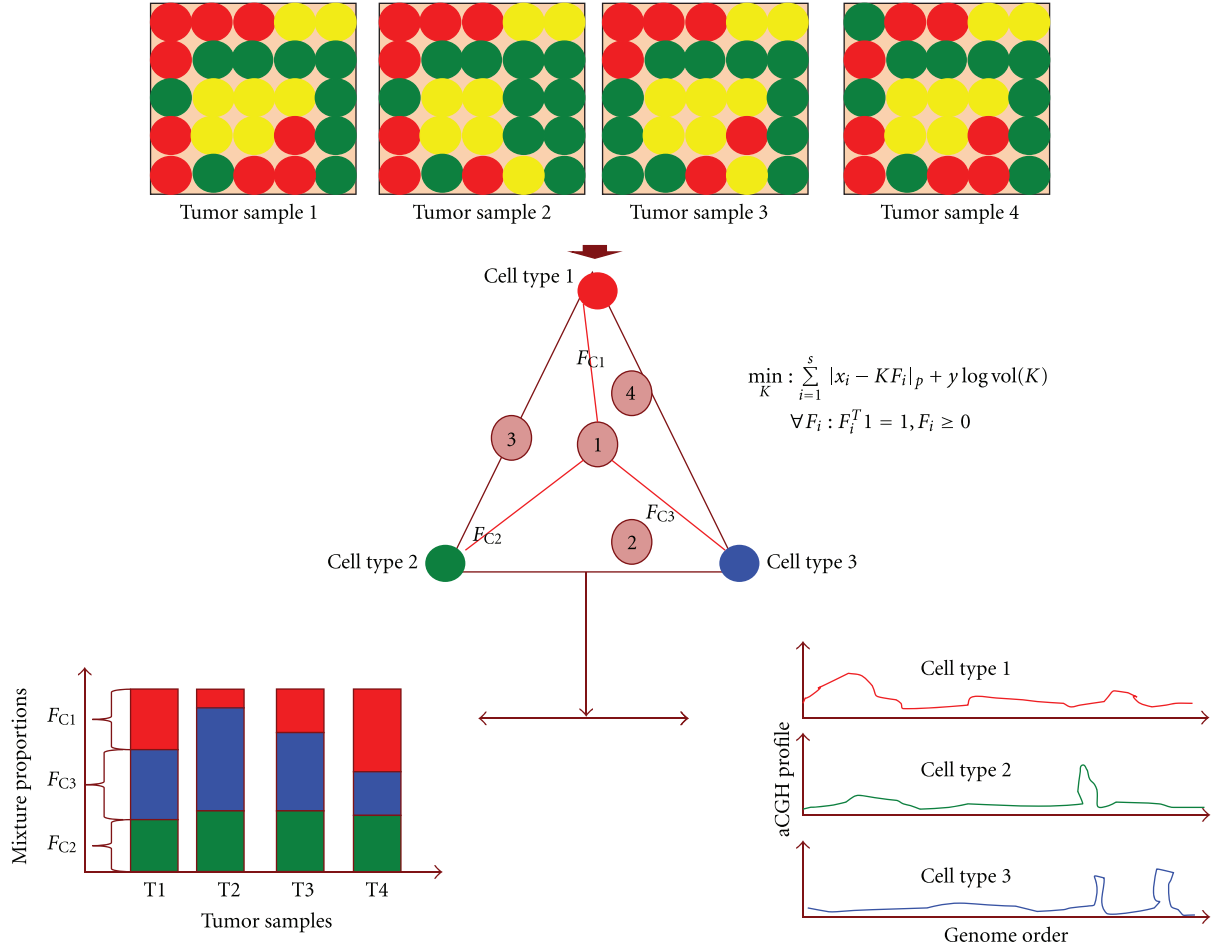 Tumor sample 1
Tumor sample 2
Tumor sample 3
Tumor sample 4
Cell type 1
F_C1
4
3
1
min_K : ∑_{i=1}^{s} |x_i − KF_i|_p + y log vol(K)
∀F_i : F_i^T 1 = 1, F_i ≥ 0
F_C2
F_C3
2
Cell type 2
Cell type 3
Mixture proportions
F_C1
F_C3
F_C2
T1 T2 T3 T4
Tumor samples
aCGH profile
Cell type 1
Cell type 2
Cell type 3
Genome order